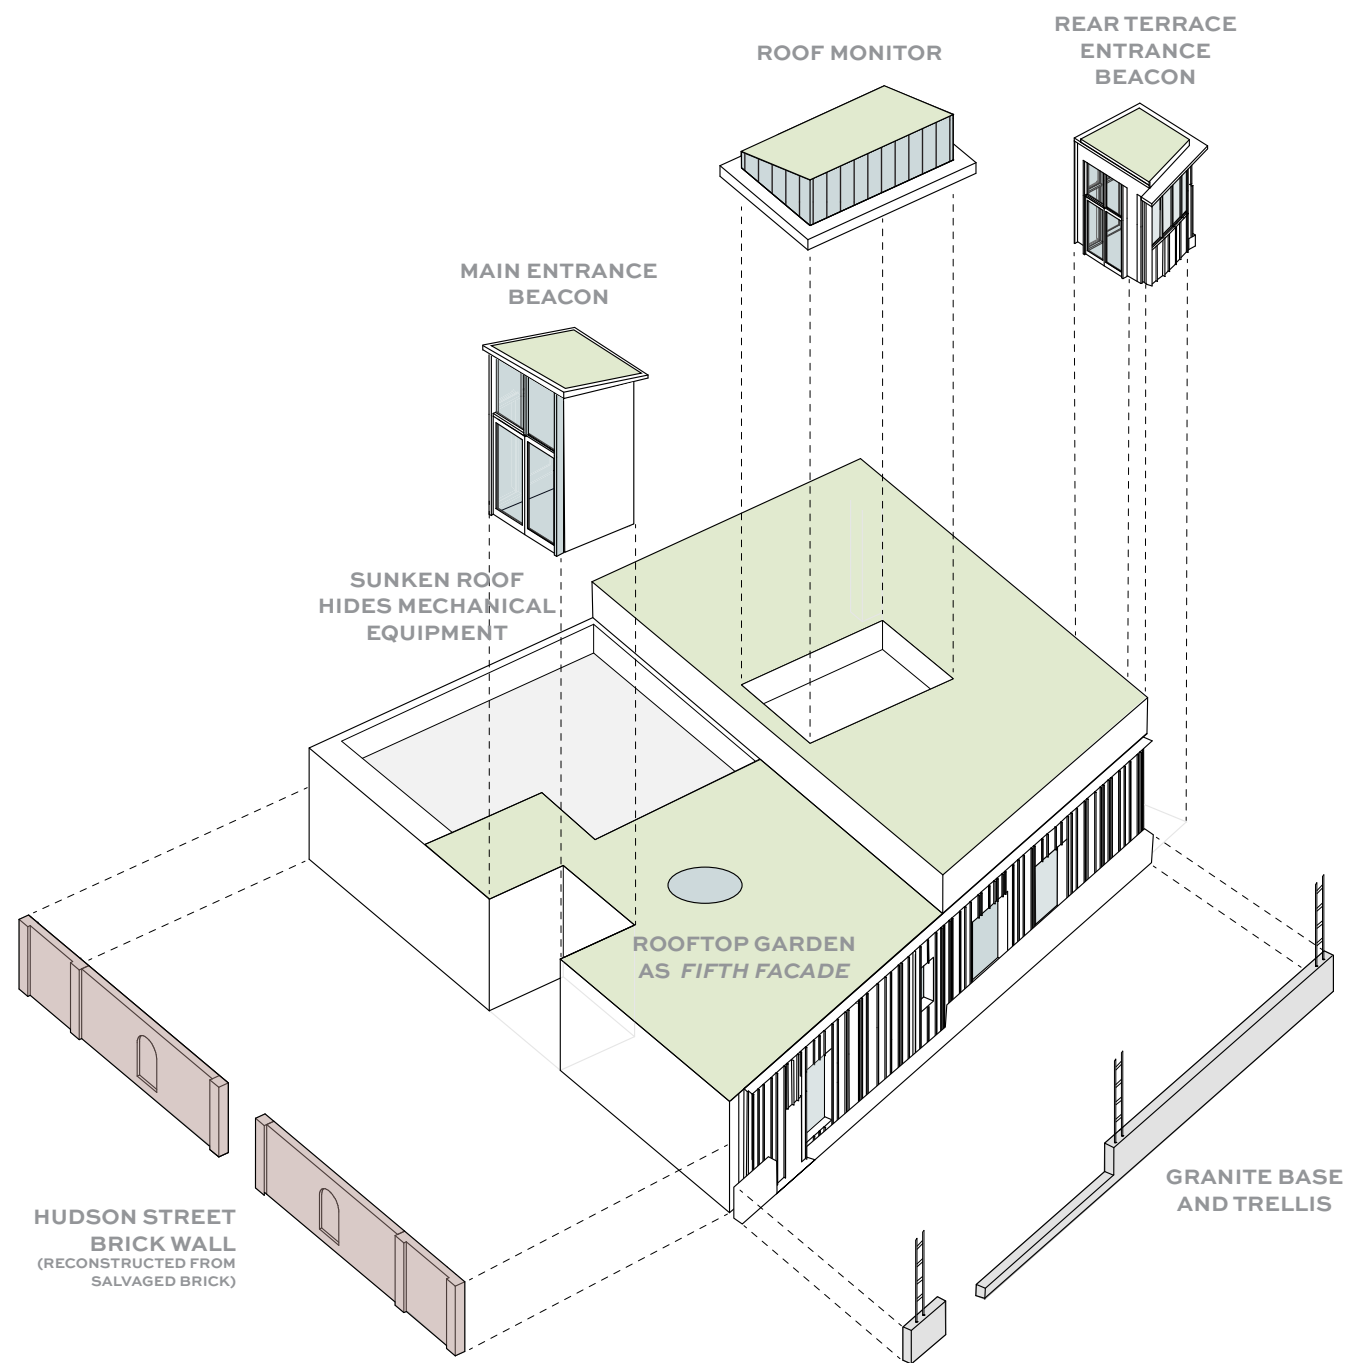 REAR TERRACE
ENTRANCE
BEACON
ROOF MONITOR
MAIN ENTRANCE
BEACON
SUNKEN ROOF
HIDES MECHANICAL
EQUIPMENT
ROOFTOP GARDEN
AS FIFTH FACADE
GRANITE BASE
AND TRELLIS
HUDSON STREET
BRICK WALL
(RECONSTRUCTED FROM
SALVAGED BRICK)